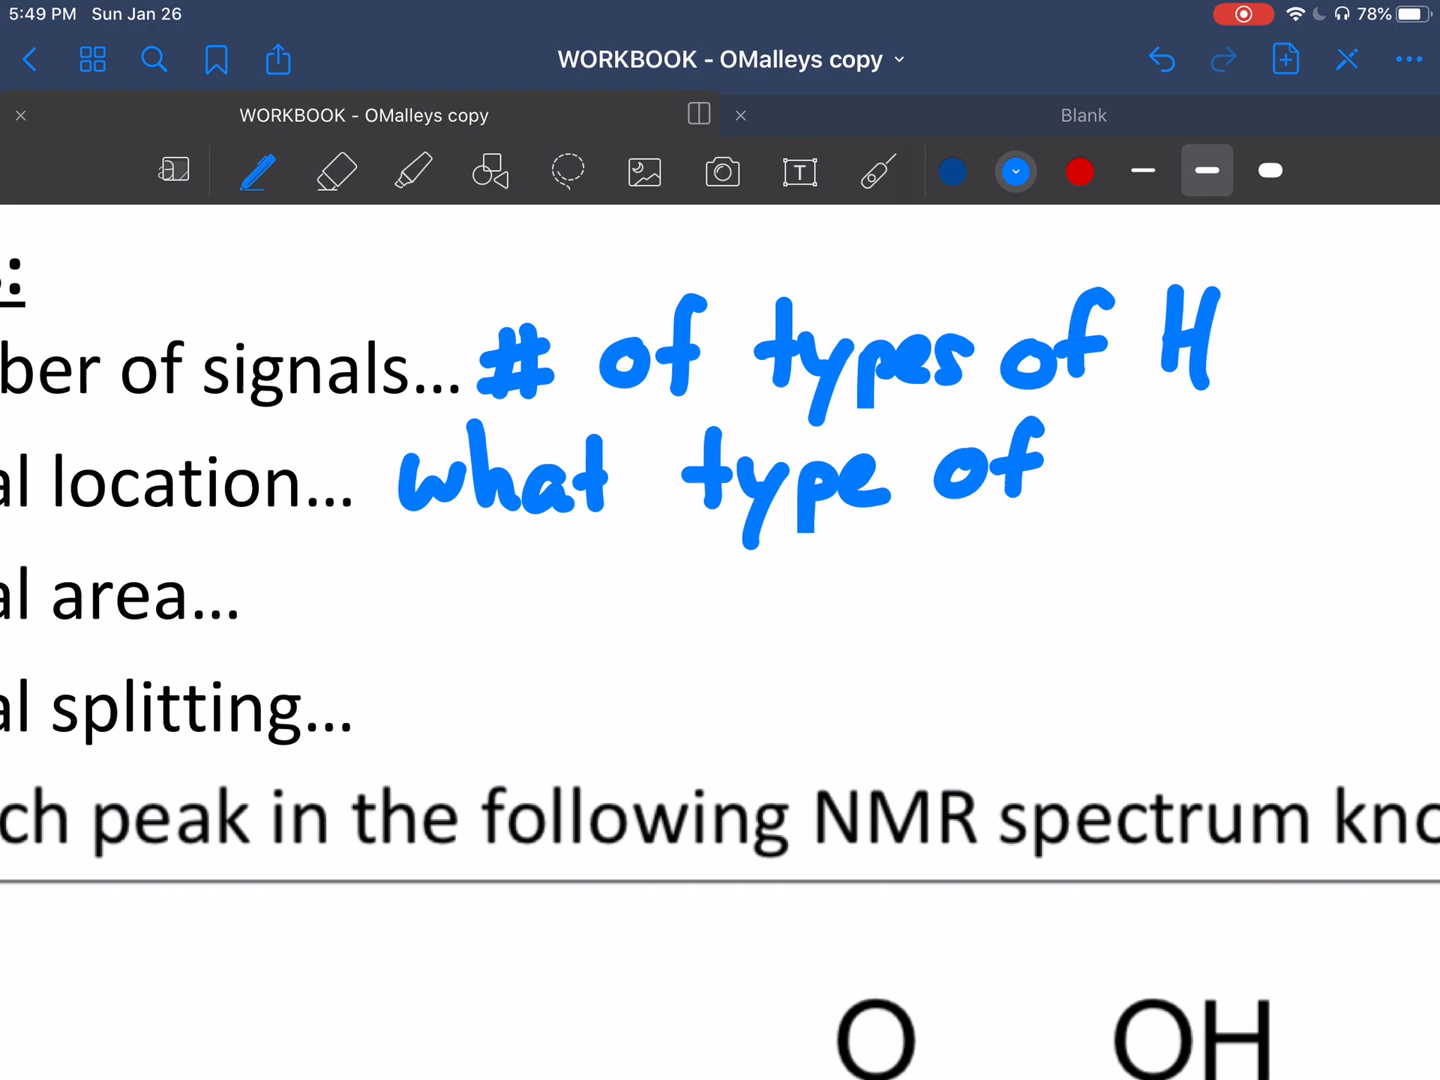 5:49 PM Sun Jan 26
78%
WORKBOOK - OMalleys copy
WORKBOOK - OMalleys copy
Blank
T
s:
ber of signals... # of types of H
al location... what type of
al area...
al splitting...
ch peak in the following NMR spectrum kno
O OH